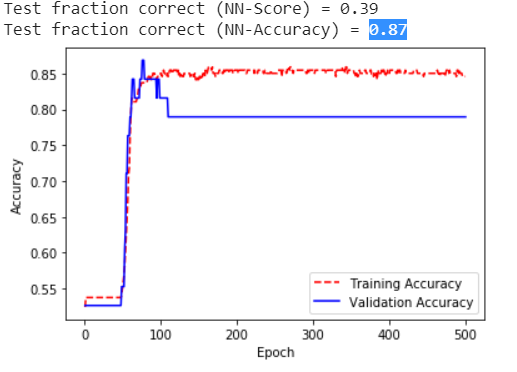 Test fraction correct (NN-Score) = 0.39
Test fraction correct (NN-Accuracy) = 0.87
0.85
0.80
0.75
0.70
0.65
0.60
0.55
Accuracy
Training Accuracy
Validation Accuracy
0 100 200 300 400 500
Epoch